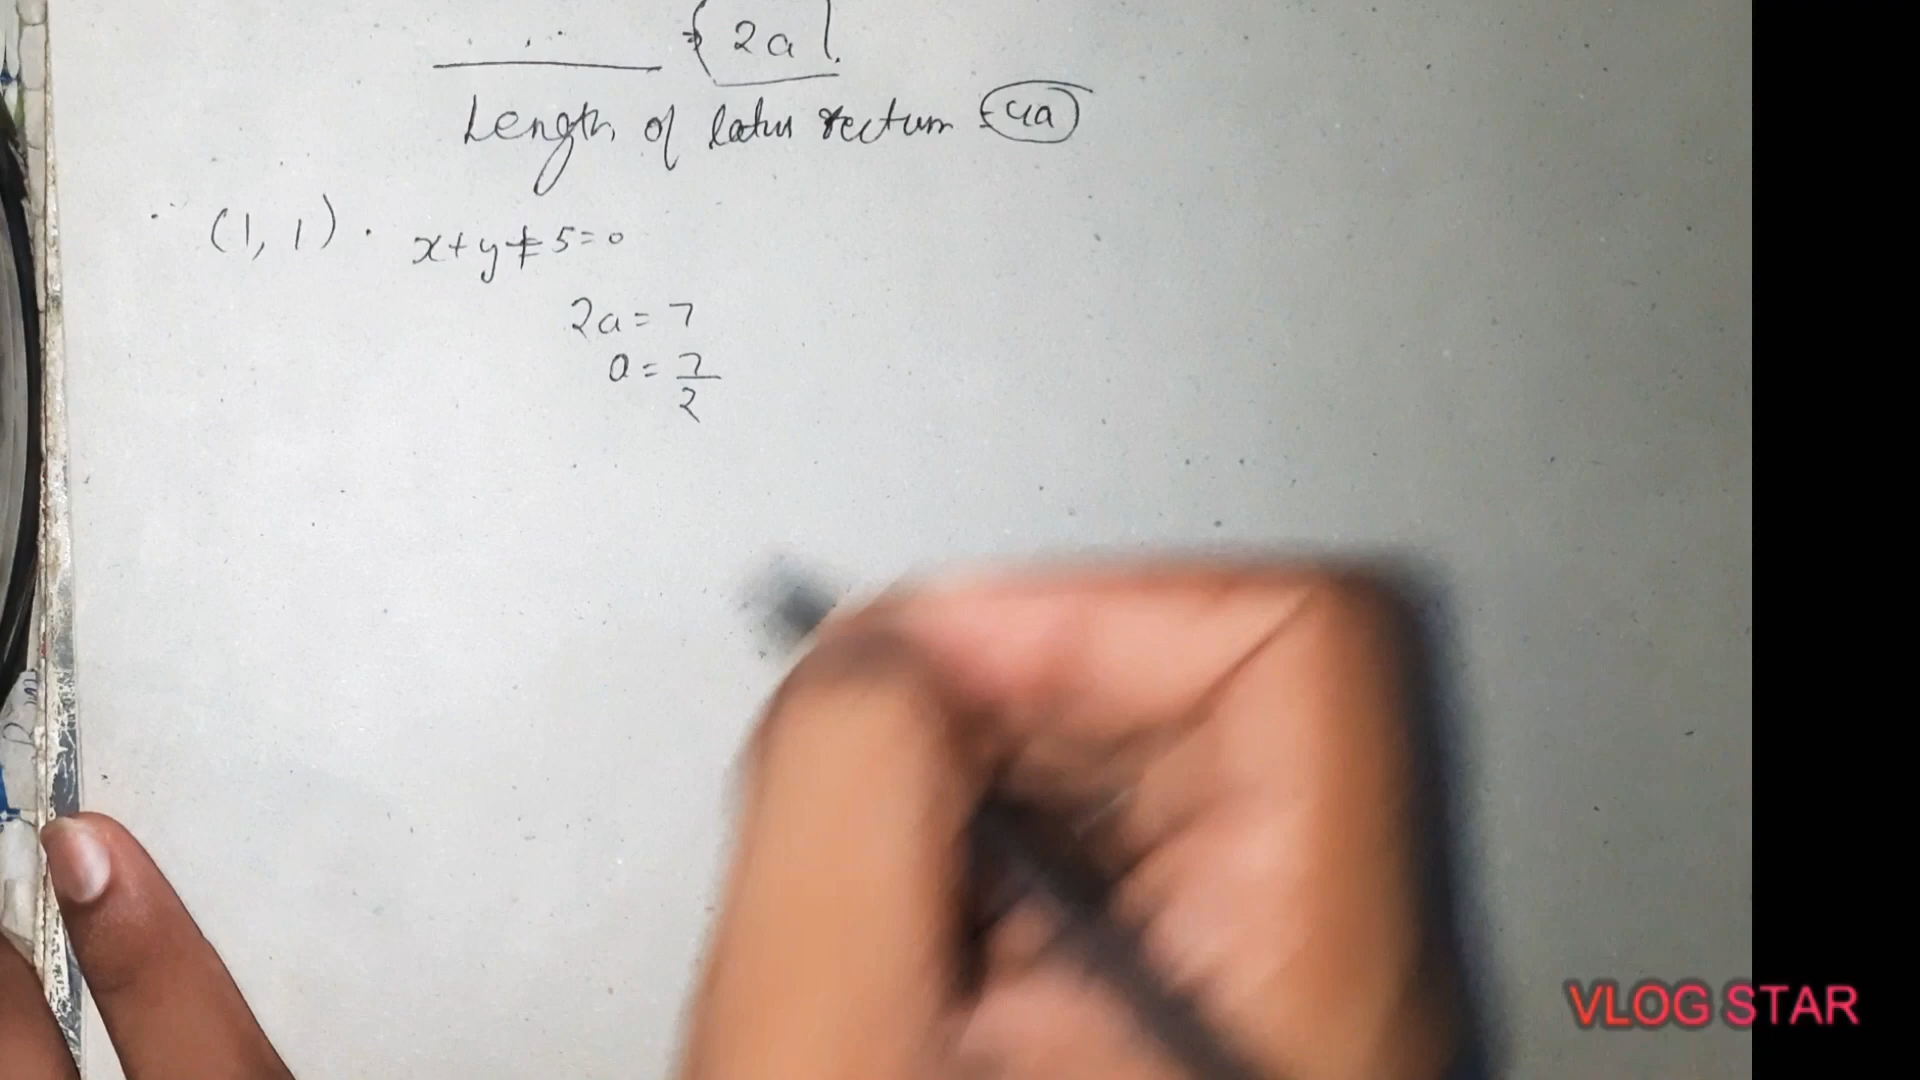 ⇒ 2a
Length of latus rectum = 4a
(1, 1). x+y+5=0
2a = 7
a = 7/2
VLOG STAR